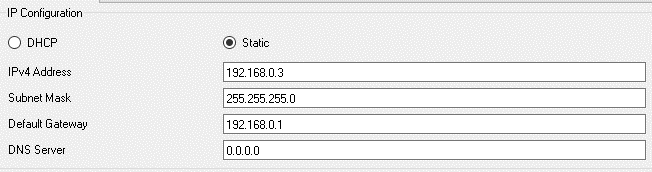 IP Configuration
DHCP Static
IPv4 Address 192.168.0.3
Subnet Mask 255.255.255.0
Default Gateway 192.168.0.1
DNS Server 0.0.0.0